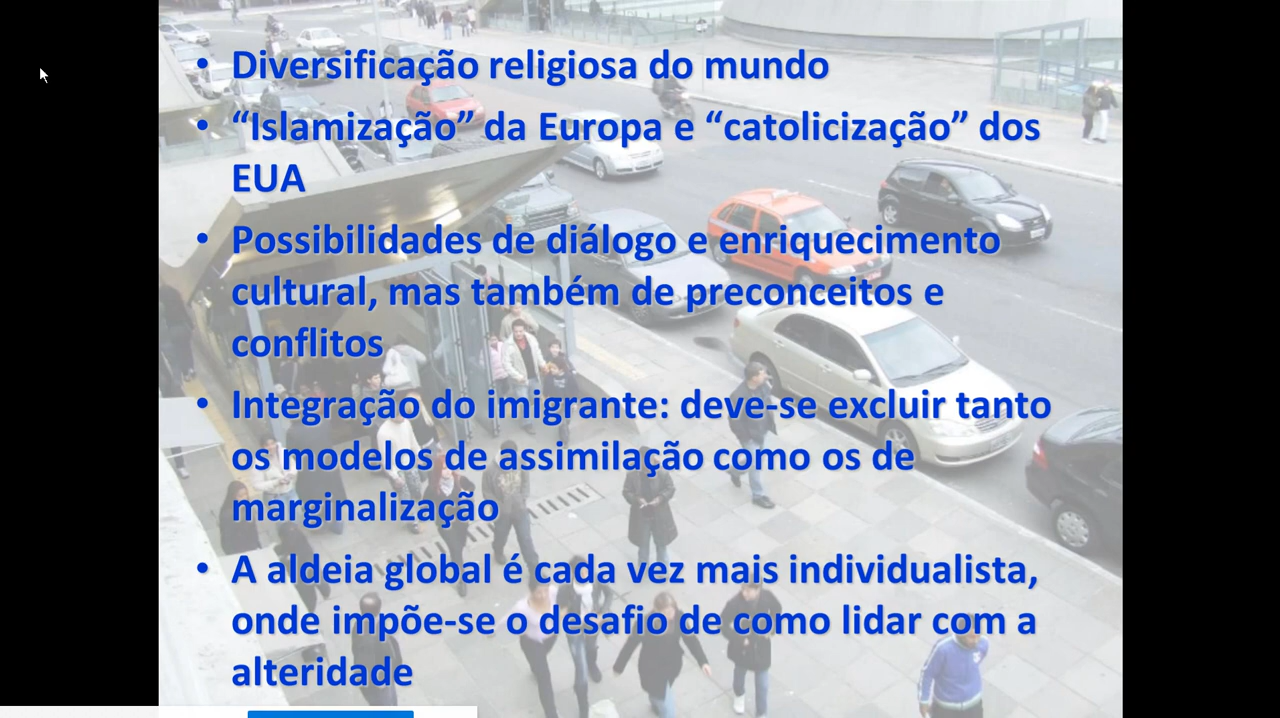 • Diversificação religiosa do mundo
• “Islamização” da Europa e “catolicização” dos
EUA
• Possibilidades de diálogo e enriquecimento
cultural, mas também de preconceitos e
conflitos
• Integração do imigrante: deve-se excluir tanto
os modelos de assimilação como os de
marginalização
• A aldeia global é cada vez mais individualista,
onde impõe-se o desafio de como lidar com a
alteridade